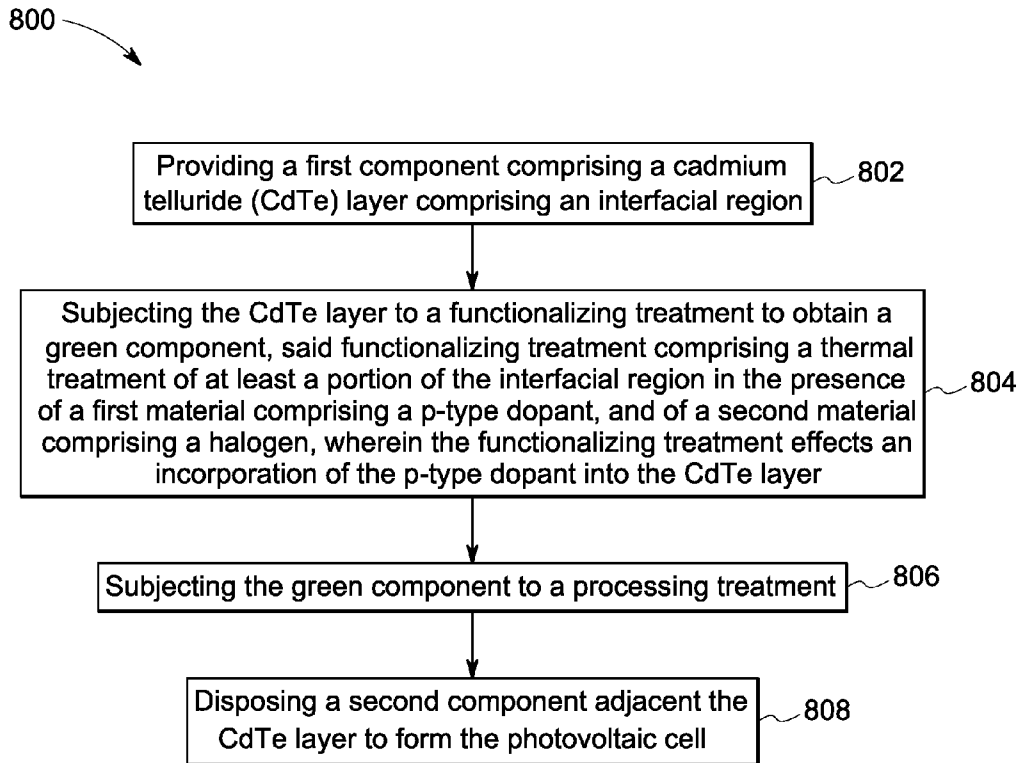 800
Providing a first component comprising a cadmium
telluride (CdTe) layer comprising an interfacial region
802
Subjecting the CdTe layer to a functionalizing treatment to obtain a
green component, said functionalizing treatment comprising a thermal
treatment of at least a portion of the interfacial region in the presence
of a first material comprising a p-type dopant, and of a second material
comprising a halogen, wherein the functionalizing treatment effects an
incorporation of the p-type dopant into the CdTe layer
804
Subjecting the green component to a processing treatment
806
Disposing a second component adjacent the
CdTe layer to form the photovoltaic cell
808